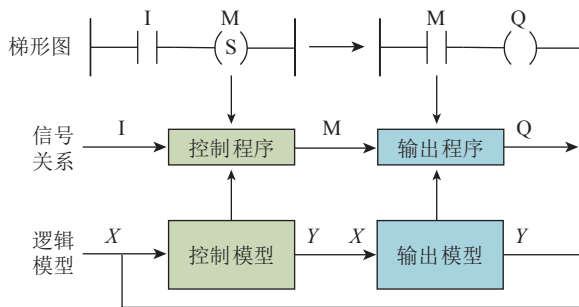 I M M Q
梯形图 S
信号
关系 I 控制程序 M 输出程序 Q
逻辑
模型 X 控制模型 Y X 输出模型 Y